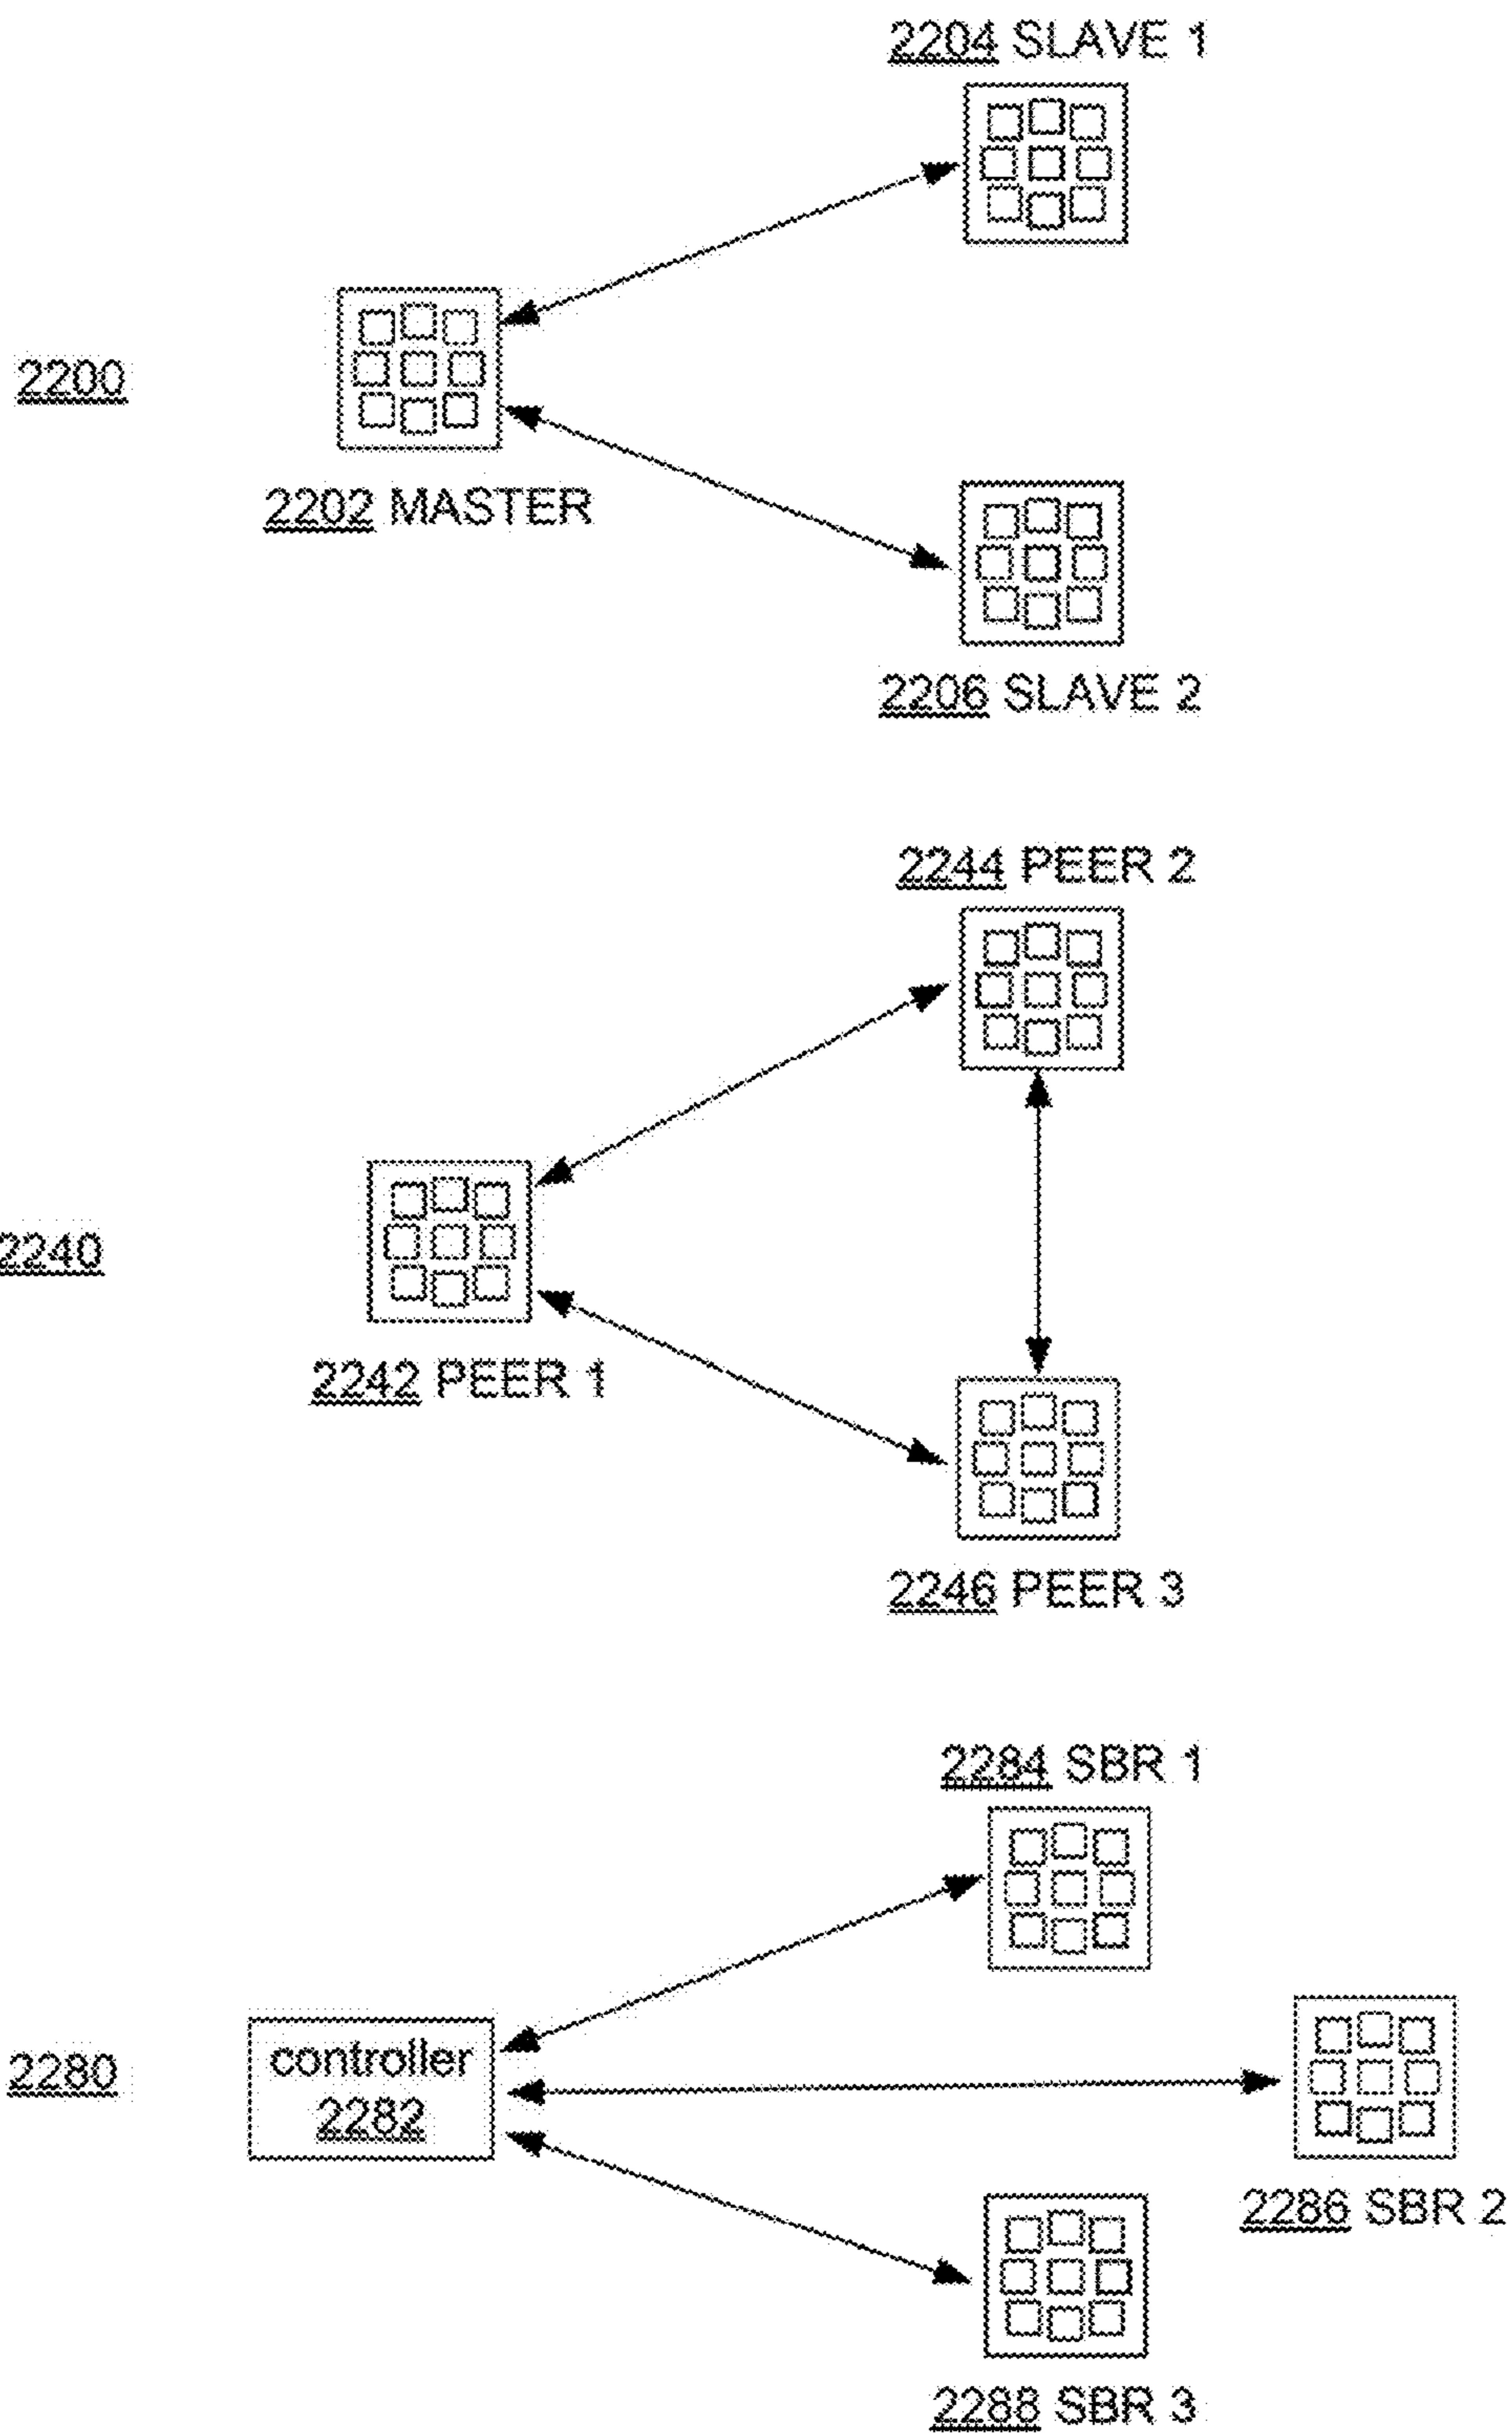 2204 SLAVE 1
2200
2202 MASTER
2206 SLAVE 2
2244 PEER 2
2240
2242 PEER 1
2246 PEER 3
2284 SBR 1
2280
controller
2282
2286 SBR 2
2288 SBR 3